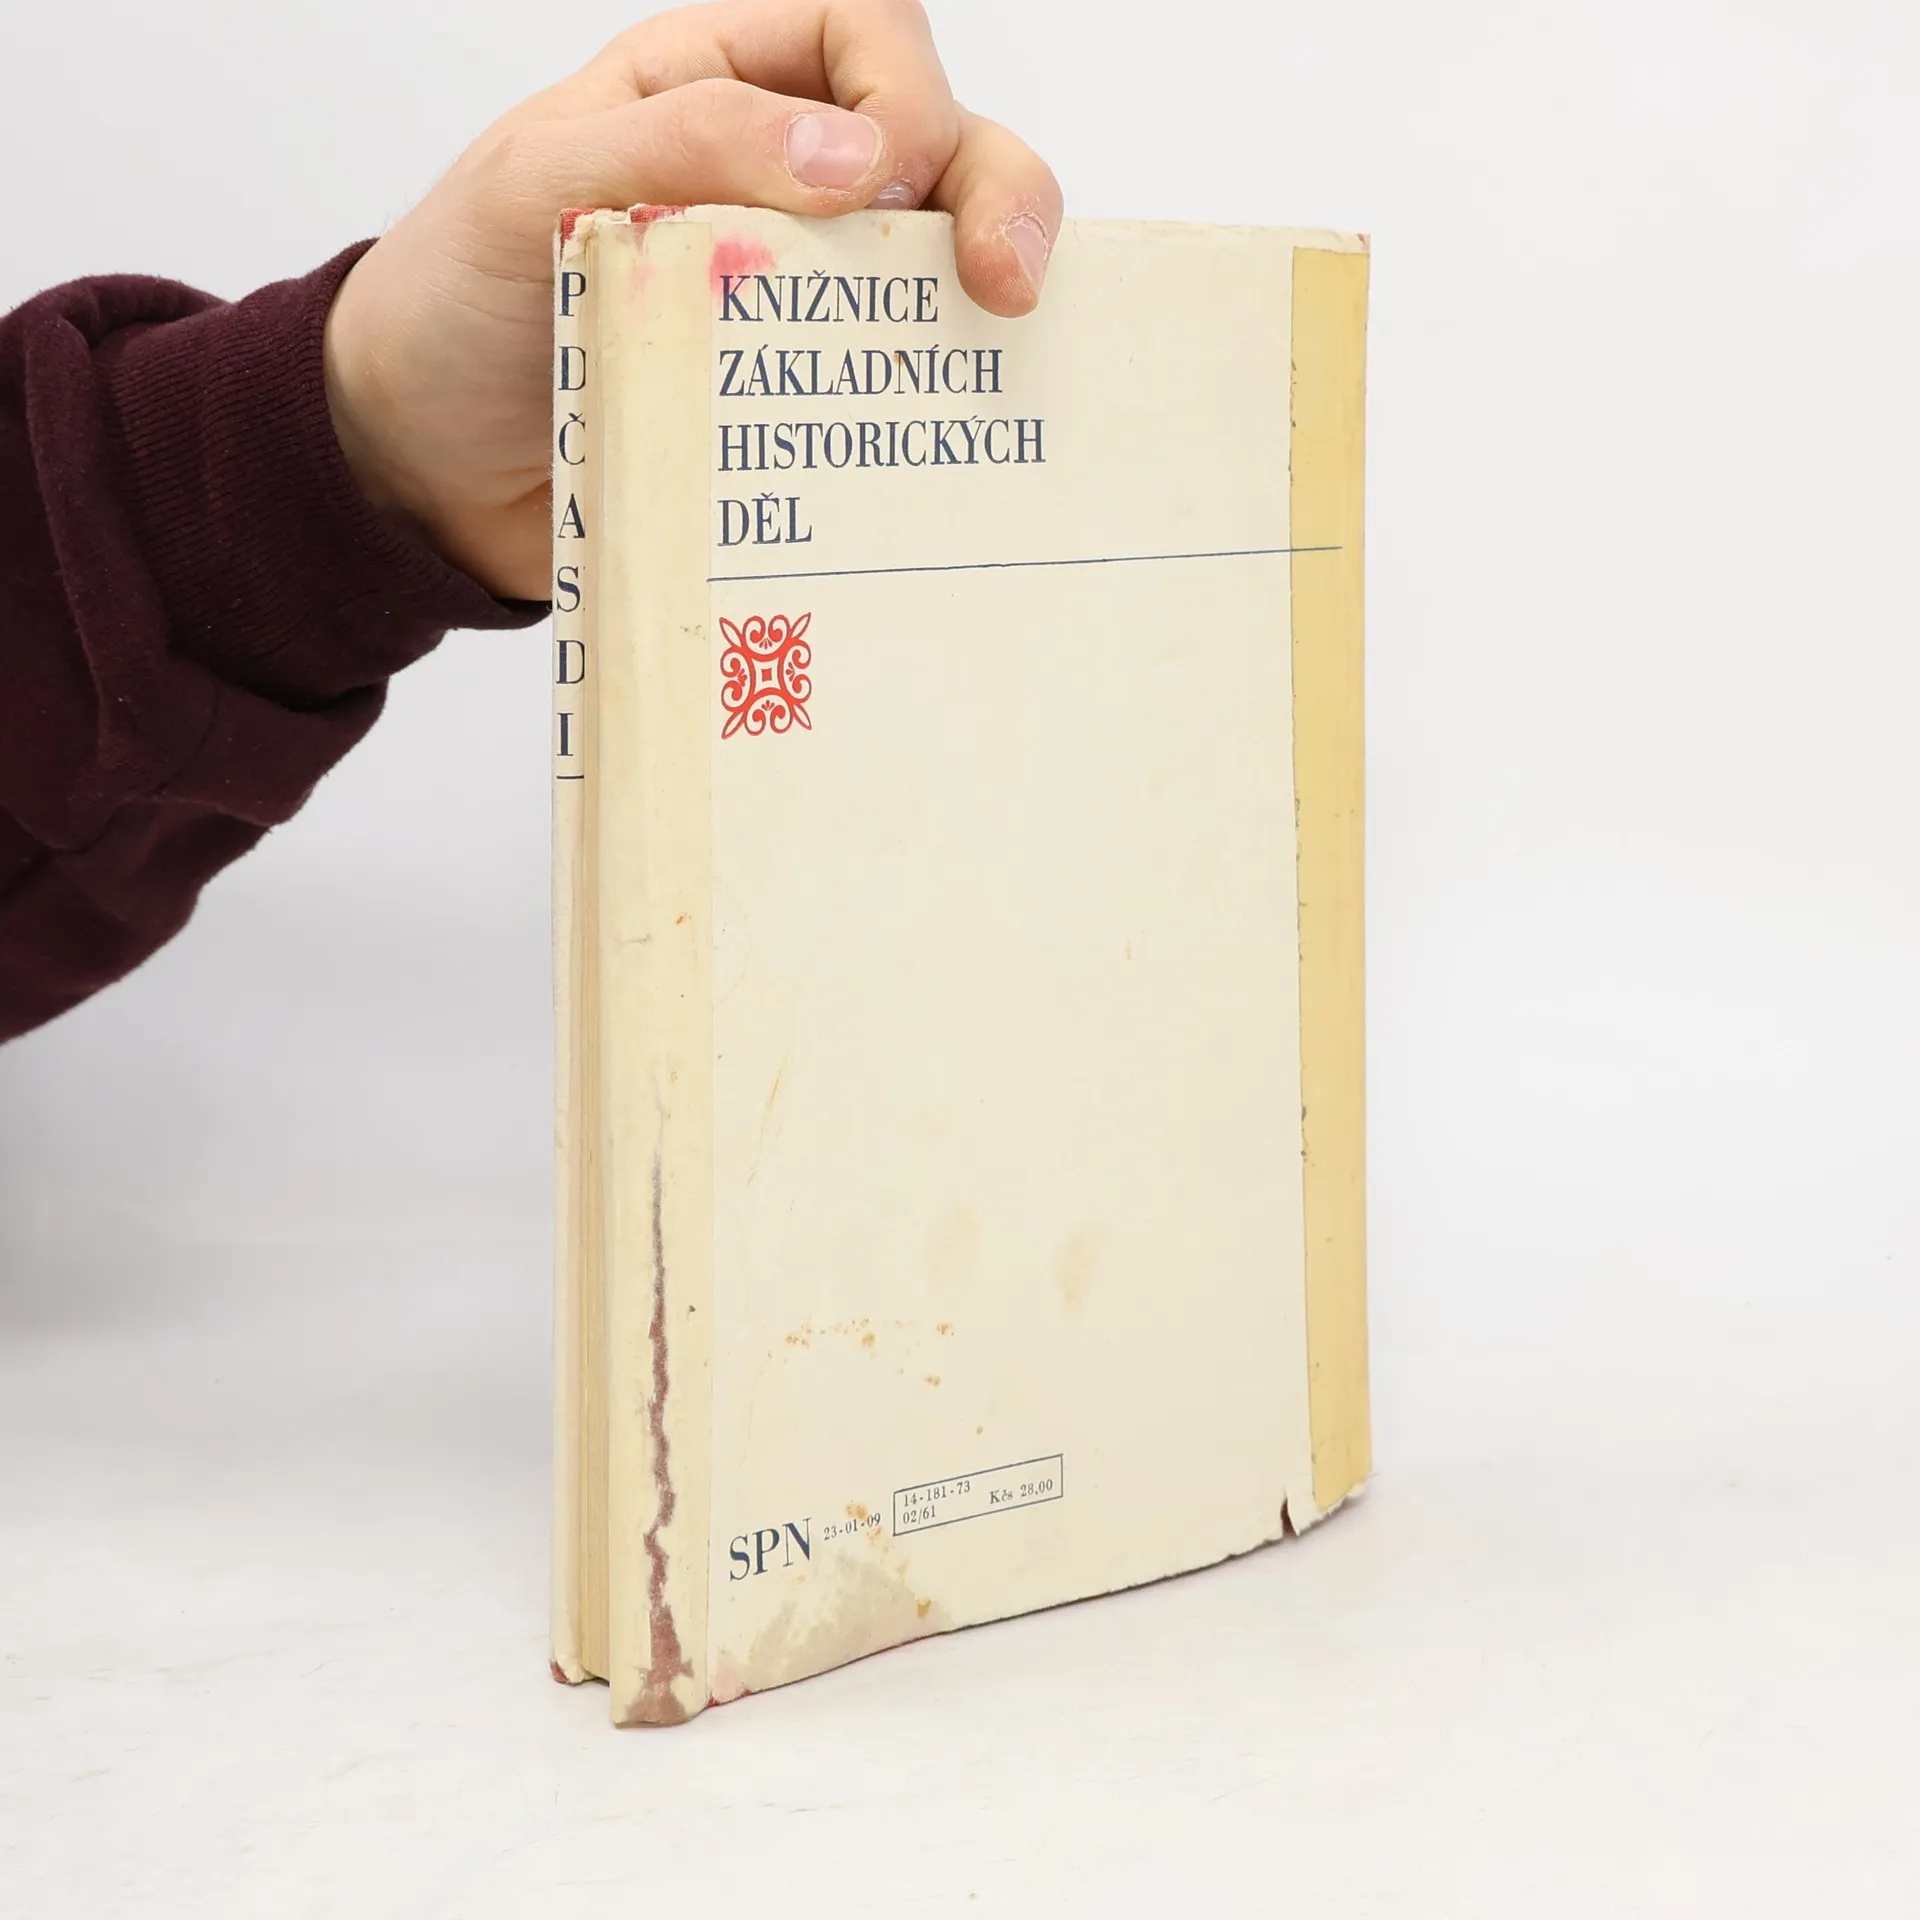 KNIŽNICE
ZÁKLADNÍCH
HISTORICKÝCH
DĚL
SPN 23-01-09
14-181-73
02/61
Kčs 28,00